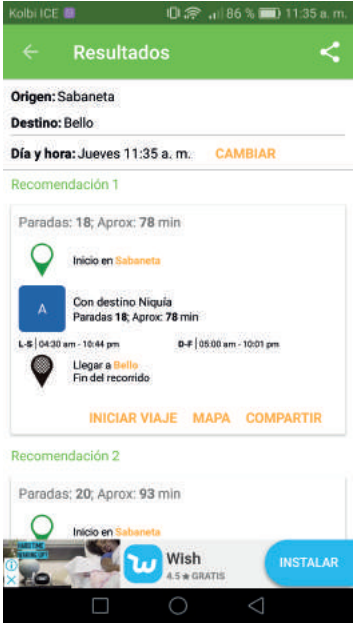 Kolbi ICE 86 % 11:35 a. m.
Resultados
Origen: Sabaneta
Destino: Bello
Día y hora: Jueves 11:35 a. m. CAMBIAR
Recomendación 1
Paradas: 18; Aprox: 78 min
Inicio en Sabaneta
A
Con destino Niquía
Paradas 18; Aprox: 78 min
L-S | 04:30 am - 10:44 pm D-F | 05:00 am - 10:01 pm
Llegar a Bello
Fin del recorrido
INICIAR VIAJE MAPA COMPARTIR
Recomendación 2
Paradas: 20; Aprox: 93 min
Inicio en Sabaneta
Wish
4.5 ★ GRATIS
INSTALAR